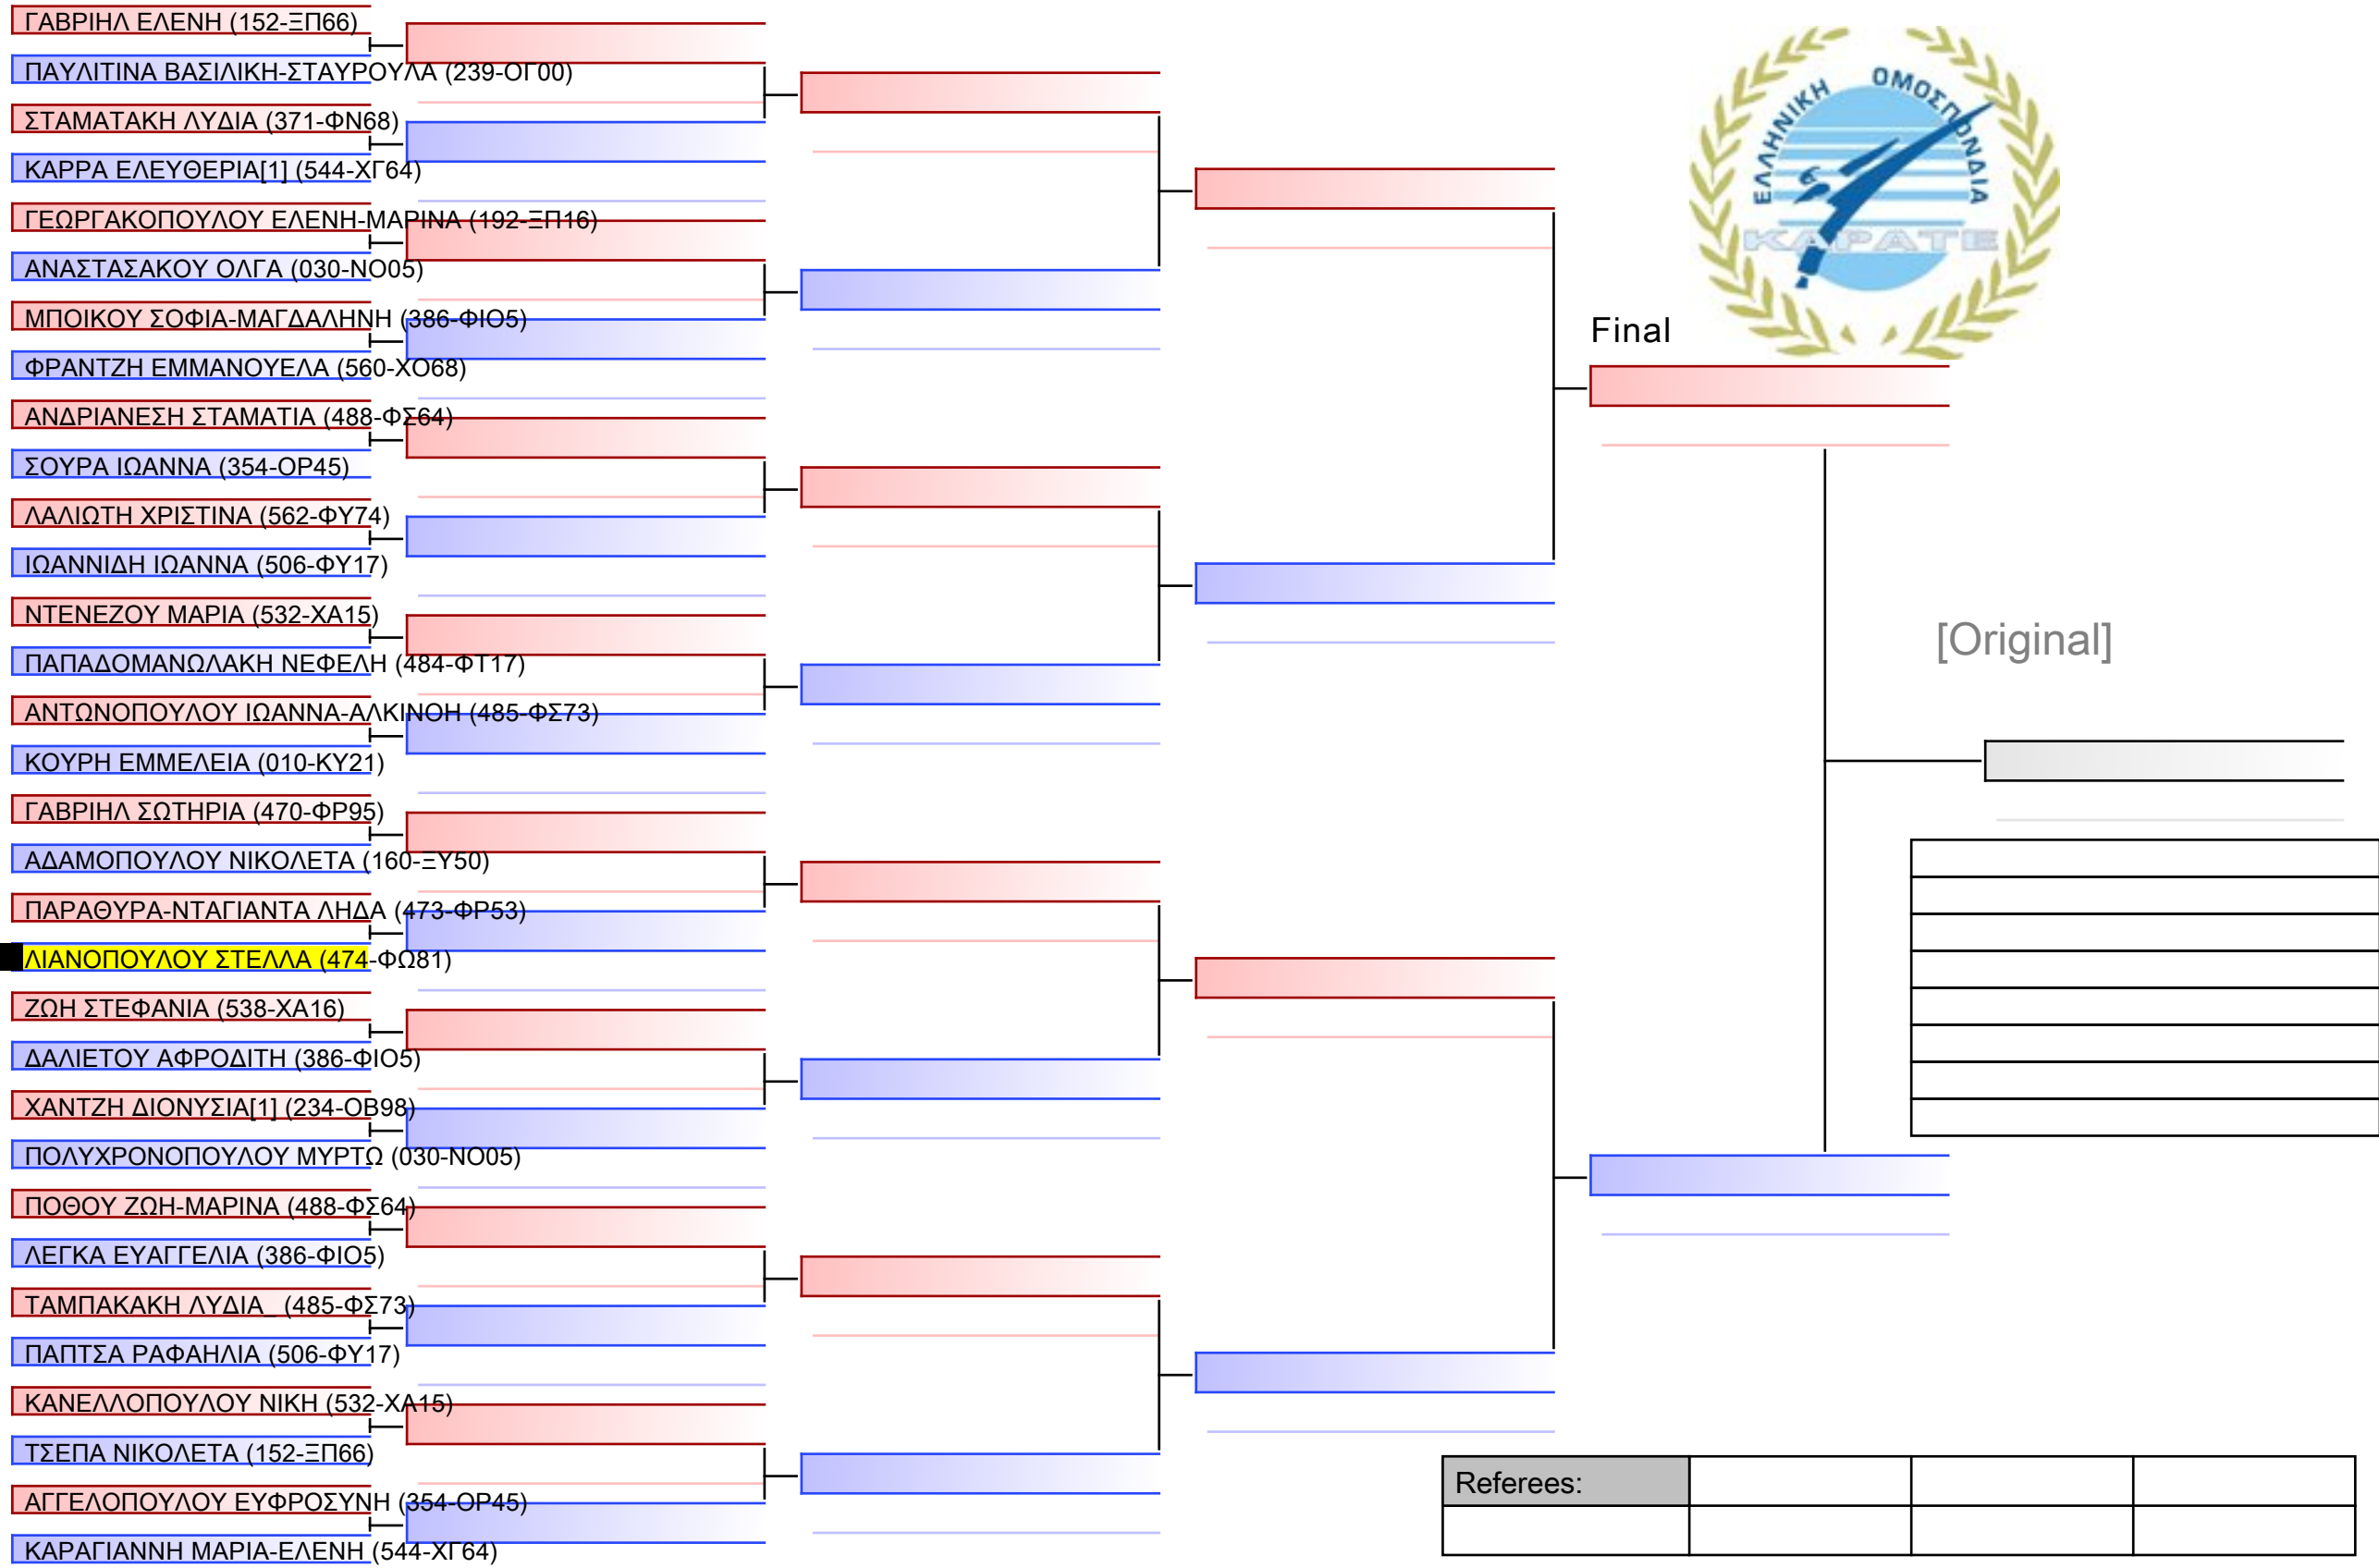 ΓΑΒΡΙΗΛ ΕΛΕΝΗ (152-ΞΠ66)
ΠΑΥΛΙΤΙΝΑ ΒΑΣΙΛΙΚΗ-ΣΤΑΥΡΟΥΛΑ (239-ΟΓ00)
ΣΤΑΜΑΤΑΚΗ ΛΥΔΙΑ (371-ΦΝ68)
ΚΑΡΡΑ ΕΛΕΥΘΕΡΙΑ[1] (544-ΧΓ64)
ΓΕΩΡΓΑΚΟΠΟΥΛΟΥ ΕΛΕΝΗ-ΜΑΡΙΝΑ (192-ΞΠ16)
ΑΝΑΣΤΑΣΑΚΟΥ ΟΛΓΑ (030-ΝΟ05)
ΜΠΟΙΚΟΥ ΣΟΦΙΑ-ΜΑΓΔΑΛΗΝΗ (386-ΦΙΟ5)
ΦΡΑΝΤΖΗ ΕΜΜΑΝΟΥΕΛΑ (560-ΧΟ68)
ΑΝΔΡΙΑΝΕΣΗ ΣΤΑΜΑΤΙΑ (488-ΦΣ64)
ΣΟΥΡΑ ΙΩΑΝΝΑ (354-ΟΡ45)
ΛΑΛΙΩΤΗ ΧΡΙΣΤΙΝΑ (562-ΦΥ74)
ΙΩΑΝΝΙΔΗ ΙΩΑΝΝΑ (506-ΦΥ17)
ΝΤΕΝΕΖΟΥ ΜΑΡΙΑ (532-ΧΑ15)
ΠΑΠΑΔΟΜΑΝΩΛΑΚΗ ΝΕΦΕΛΗ (484-ΦΤ17)
ΑΝΤΩΝΟΠΟΥΛΟΥ ΙΩΑΝΝΑ-ΑΛΚΙΝΟΗ (485-ΦΣ73)
ΚΟΥΡΗ ΕΜΜΕΛΕΙΑ (010-ΚΥ21)
ΓΑΒΡΙΗΛ ΣΩΤΗΡΙΑ (470-ΦΡ95)
ΑΔΑΜΟΠΟΥΛΟΥ ΝΙΚΟΛΕΤΑ (160-ΞΥ50)
ΠΑΡΑΘΥΡΑ-ΝΤΑΓΙΑΝΤΑ ΛΗΔΑ (473-ΦΡ53)
ΛΙΑΝΟΠΟΥΛΟΥ ΣΤΕΛΛΑ (474-ΦΩ81)
ΖΩΗ ΣΤΕΦΑΝΙΑ (538-ΧΑ16)
ΔΑΛΙΕΤΟΥ ΑΦΡΟΔΙΤΗ (386-ΦΙΟ5)
ΧΑΝΤΖΗ ΔΙΟΝΥΣΙΑ[1] (234-ΟΒ98)
ΠΟΛΥΧΡΟΝΟΠΟΥΛΟΥ ΜΥΡΤΩ (030-ΝΟ05)
ΠΟΘΟΥ ΖΩΗ-ΜΑΡΙΝΑ (488-ΦΣ64)
ΛΕΓΚΑ ΕΥΑΓΓΕΛΙΑ (386-ΦΙΟ5)
ΤΑΜΠΑΚΑΚΗ ΛΥΔΙΑ_ (485-ΦΣ73)
ΠΑΠΤΣΑ ΡΑΦΑΗΛΙΑ (506-ΦΥ17)
ΚΑΝΕΛΛΟΠΟΥΛΟΥ ΝΙΚΗ (532-ΧΑ15)
ΤΣΕΠΑ ΝΙΚΟΛΕΤΑ (152-ΞΠ66)
ΑΓΓΕΛΟΠΟΥΛΟΥ ΕΥΦΡΟΣΥΝΗ (354-ΟΡ45)
ΚΑΡΑΓΙΑΝΝΗ ΜΑΡΙΑ-ΕΛΕΝΗ (544-ΧΓ64)
ΕΛΛΗΝΙΚΗ ΟΜΟΣΠΟΝΔΙΑ
ΚΑΡΑΤΕ
Final
[Original]
Referees: